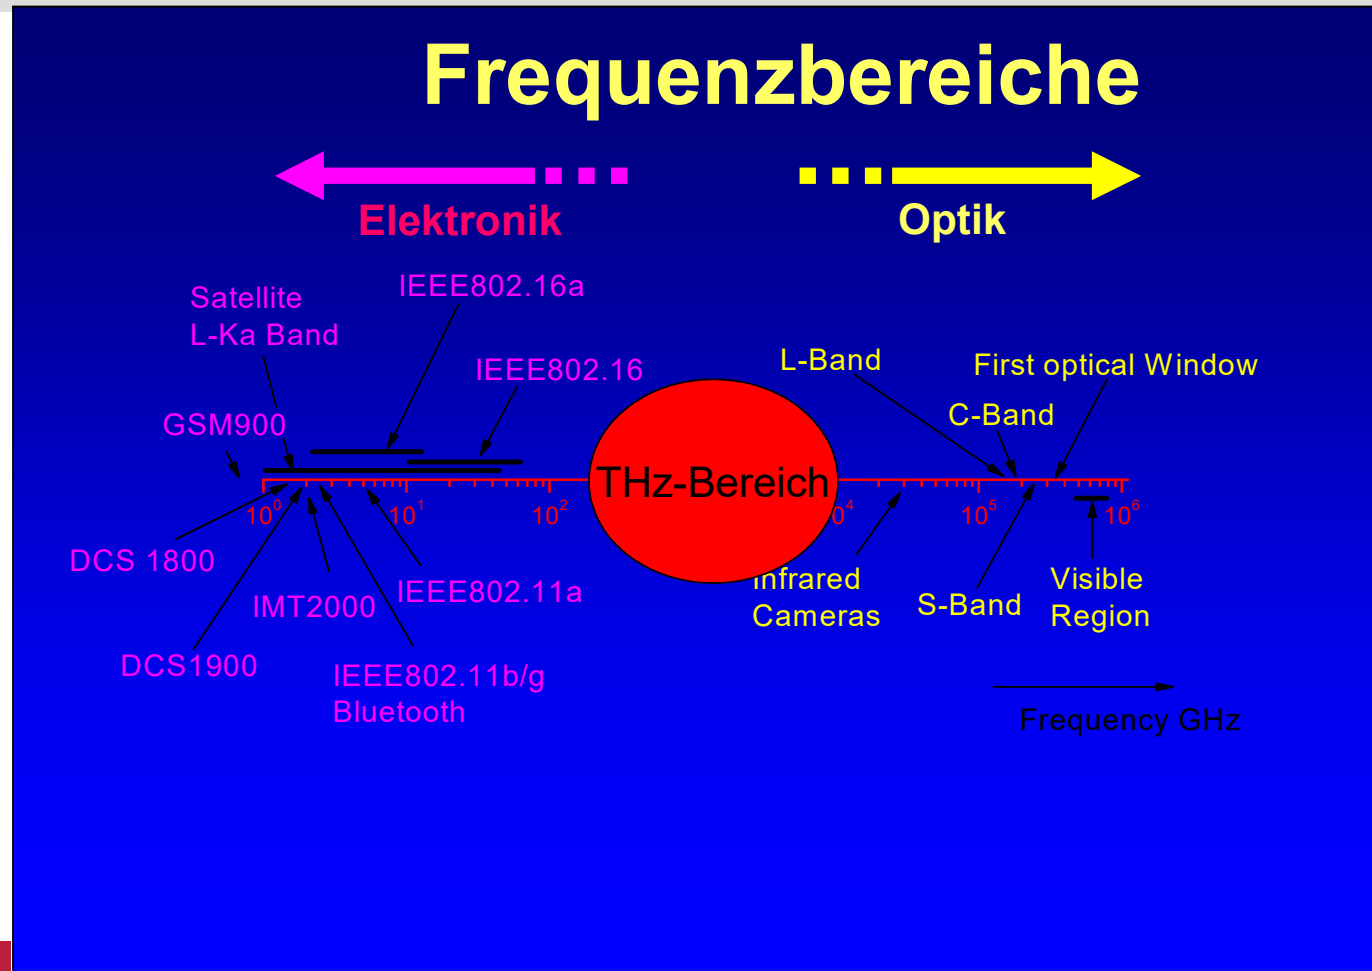 Frequenzbereiche
Elektronik
Optik
IEEE802.16a
Satellite
L-Ka Band
IEEE802.16
L-Band
First optical Window
C-Band
GSM900
THz-Bereich
10^0
10^1
10^2
0^4
10^5
10^6
DCS 1800
IMT2000
IEEE802.11a
Infrared
Cameras
S-Band
Visible
Region
DCS1900
IEEE802.11b/g
Bluetooth
Frequency GHz